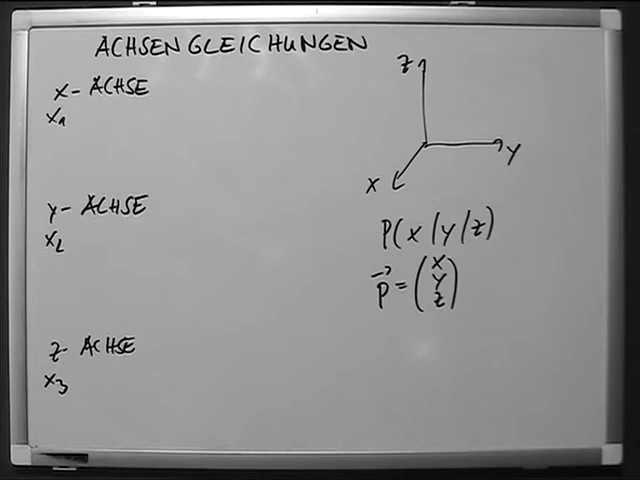 ACHSENGLEICHUNGEN
X- ACHSE
X₁
Y- ACHSE
X₂
Z- ACHSE
X₃
Z
Y
X
P(X/Y/Z)
p⃗ = (X
Y
Z)